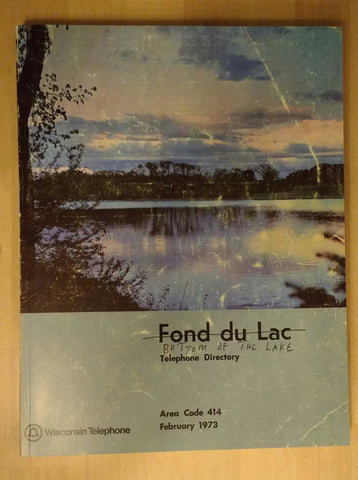 Fond du Lac
BOTTOM OF THE LAKE
Telephone Directory
Area Code 414
February 1973
Wisconsin Telephone